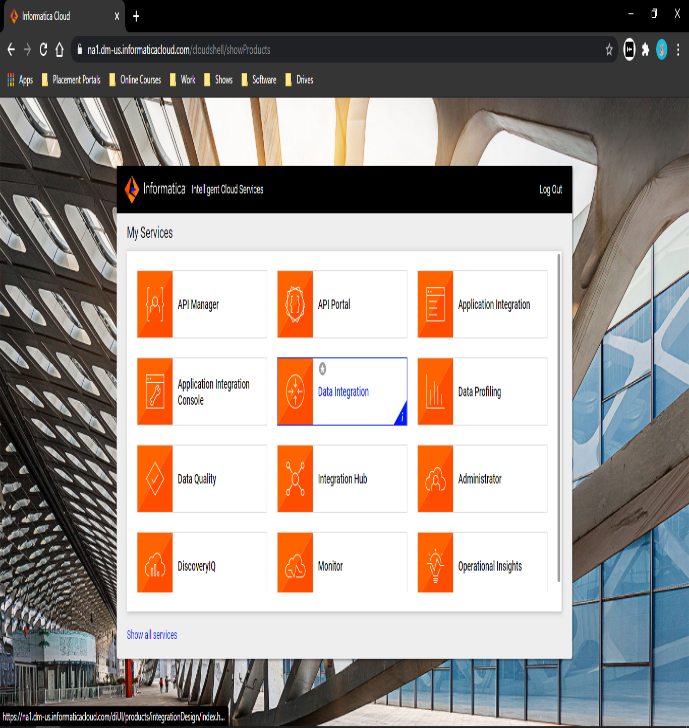 Informatica Cloud
na1.dm-us.informaticacloud.com/cloudshell/showProducts
Apps Placement Portals Online Courses Work Shows Software Drives
Informatica Intelligent Cloud Services Log Out
My Services
API Manager API Portal Application Integration
Application Integration
Console
Data Integration Data Profiling
Data Quality Integration Hub Administrator
DiscoveryIQ Monitor Operational Insights
Show all services
https://na1.dm-us.informaticacloud.com/diUI/products/integrationDesign/index.h...